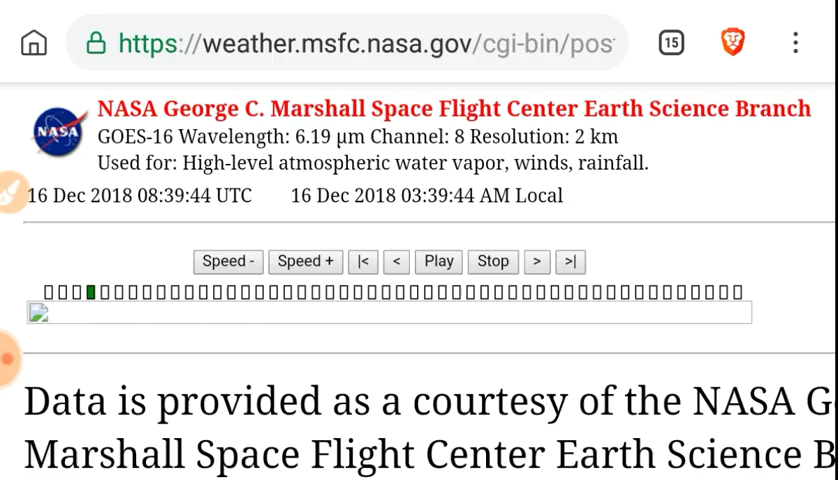 https://weather.msfc.nasa.gov/cgi-bin/pos
15
NASA George C. Marshall Space Flight Center Earth Science Branch
NASA
GOES-16 Wavelength: 6.19 µm Channel: 8 Resolution: 2 km
Used for: High-level atmospheric water vapor, winds, rainfall.
16 Dec 2018 08:39:44 UTC 16 Dec 2018 03:39:44 AM Local
Speed - Speed + |< < Play Stop > >|
Data is provided as a courtesy of the NASA G
Marshall Space Flight Center Earth Science B